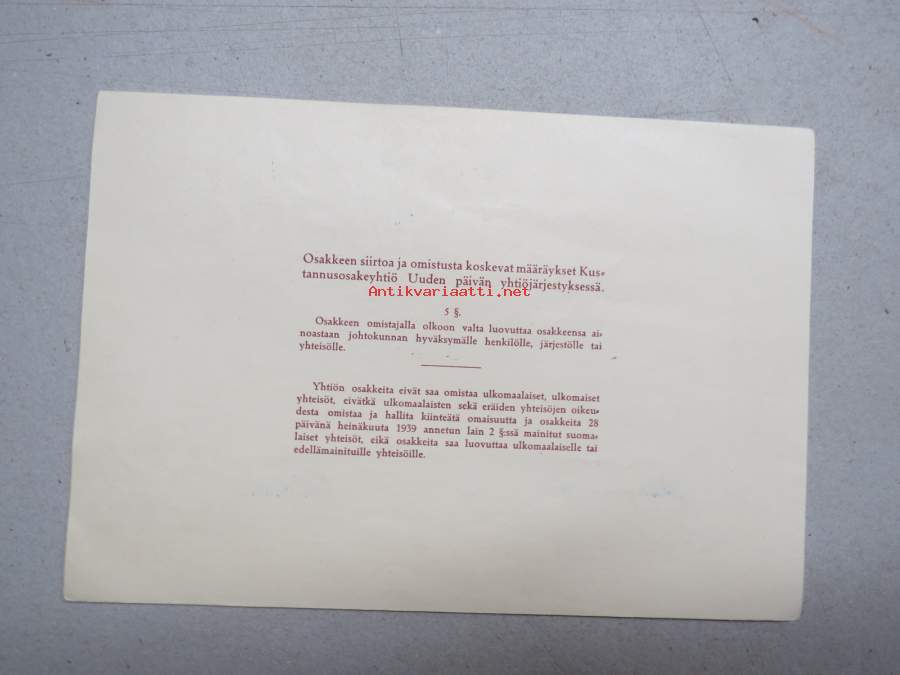 Osakkeen siirtoa ja omistusta koskevat määräykset Kus-
tannusosakeyhtiö Uuden päivän yhtiöjärjestyksessä.
Antikvariaatti.net
5 §.
Osakkeen omistajalla olkoon valta luovuttaa osakkeensa ai-
noastaan johtokunnan hyväksymälle henkilölle, järjestölle tai
yhteisölle.
Yhtiön osakkeita eivät saa omistaa ulkomaalaiset, ulkomaiset
yhteisöt, eivätkä ulkomaalaisten sekä eräiden yhteisöjen oikeu-
desta omistaa ja hallita kiinteätä omaisuutta ja osakkeita 28
päivänä heinäkuuta 1939 annetun lain 2 §:ssä mainitut suoma-
laiset yhteisöt, eikä osakkeita saa luovuttaa ulkomaalaiselle tai
edellämainituille yhteisöille.